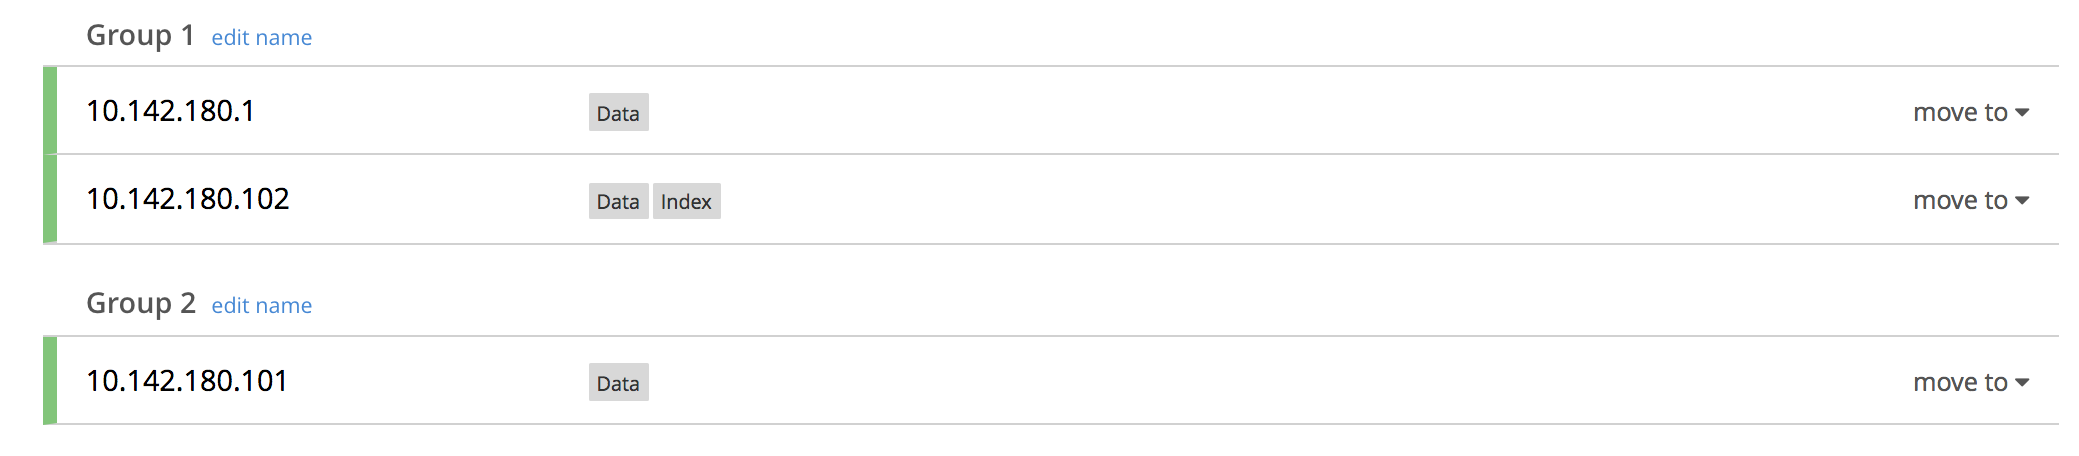 Group 1 edit name
10.142.180.1 Data move to
10.142.180.102 Data Index move to
Group 2 edit name
10.142.180.101 Data move to